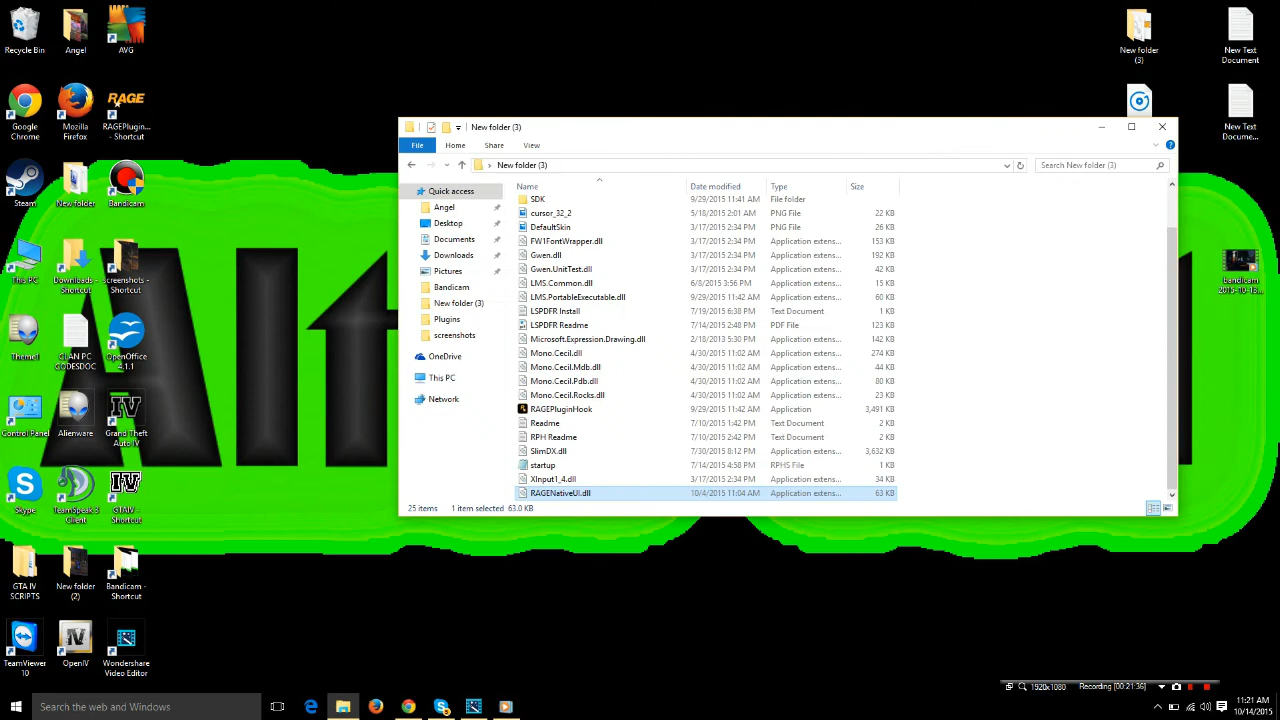 Recycle Bin
Angel
AVG
Google
Chrome
Mozilla
Firefox
RAGE
RAGEPlugin...
- Shortcut
Steam
New folder
Bandicam
This PC
Downloads -
Shortcut
screenshots -
Shortcut
Theme1
GLAN PC
CODESDOC
OpenOffice
4.1.1
Control Panel
Alienware
Grand Theft
Auto IV
Skype
TeamSpeak 3
Client
GTAIV -
Shortcut
GTA IV
SCRIPTS
New folder
(2)
Bandicam -
Shortcut
TeamViewer
10
OpenIV
Wondershare
Video Editor
New folder
(3)
New Text
Document
New Text
Docume...
bandicam
2015-10-13...
New folder (3)
File Home Share View
New folder (3)
Search New folder (3)
Quick access
Angel
Desktop
Documents
Downloads
Pictures
Bandicam
New folder (3)
Plugins
screenshots
OneDrive
This PC
Network
Name Date modified Type Size
SDK 9/29/2015 11:41 AM File folder
cursor_32_2 5/18/2015 2:01 AM PNG File 22 KB
DefaultSkin 3/17/2015 2:34 PM PNG File 26 KB
FW1FontWrapper.dll 3/17/2015 2:34 PM Application extens... 153 KB
Gwen.dll 3/17/2015 2:34 PM Application extens... 192 KB
Gwen.UnitTest.dll 3/17/2015 2:34 PM Application extens... 42 KB
LMS.Common.dll 6/8/2015 3:56 PM Application extens... 15 KB
LMS.PortableExecutable.dll 9/29/2015 11:42 AM Application extens... 60 KB
LSPDFR Install 7/19/2015 6:38 PM Text Document 1 KB
LSPDFR Readme 7/14/2015 2:48 PM PDF File 123 KB
Microsoft.Expression.Drawing.dll 2/18/2013 5:30 PM Application extens... 142 KB
Mono.Cecil.dll 4/30/2015 11:02 AM Application extens... 274 KB
Mono.Cecil.Mdb.dll 4/30/2015 11:02 AM Application extens... 44 KB
Mono.Cecil.Pdb.dll 4/30/2015 11:02 AM Application extens... 80 KB
Mono.Cecil.Rocks.dll 4/30/2015 11:02 AM Application extens... 23 KB
RAGEPluginHook 9/29/2015 11:42 AM Application 3,491 KB
Readme 7/10/2015 1:42 PM Text Document 2 KB
RPH Readme 7/10/2015 2:42 PM Text Document 2 KB
SlimDX.dll 7/30/2015 8:12 PM Application extens... 3,632 KB
startup 7/14/2015 4:58 PM RPHS File 1 KB
XInput1_4.dll 3/17/2015 2:34 PM Application extens... 34 KB
RAGENativeUI.dll 10/4/2015 11:04 AM Application extens... 63 KB
25 items 1 item selected 63.0 KB
1920x1080 Recording [00:21:36]
Search the web and Windows
11:21 AM
10/14/2015